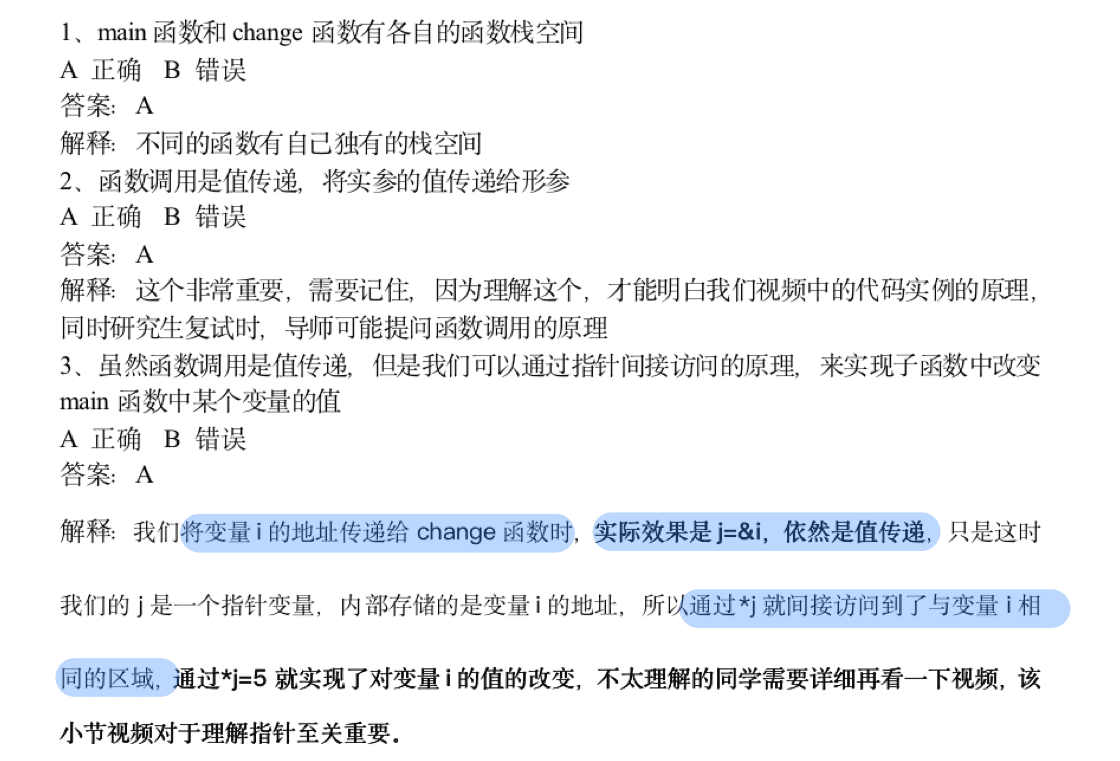 1、main 函数和 change 函数有各自的函数栈空间
A 正确 B 错误
答案：A
解释：不同的函数有自己独有的栈空间
2、函数调用是值传递，将实参的值传递给形参
A 正确 B 错误
答案：A
解释：这个非常重要，需要记住，因为理解这个，才能明白我们视频中的代码实例的原理，
同时研究生复试时，导师可能提问函数调用的原理
3、虽然函数调用是值传递，但是我们可以通过指针间接访问的原理，来实现子函数中改变
main 函数中某个变量的值
A 正确 B 错误
答案：A
解释：我们将变量 i 的地址传递给 change 函数时，实际效果是 j=&i，依然是值传递，只是这时
我们的 j 是一个指针变量，内部存储的是变量 i 的地址，所以通过*j 就间接访问到了与变量 i 相
同的区域，通过*j=5 就实现了对变量 i 的值的改变，不太理解的同学需要详细再看一下视频，该
小节视频对于理解指针至关重要．